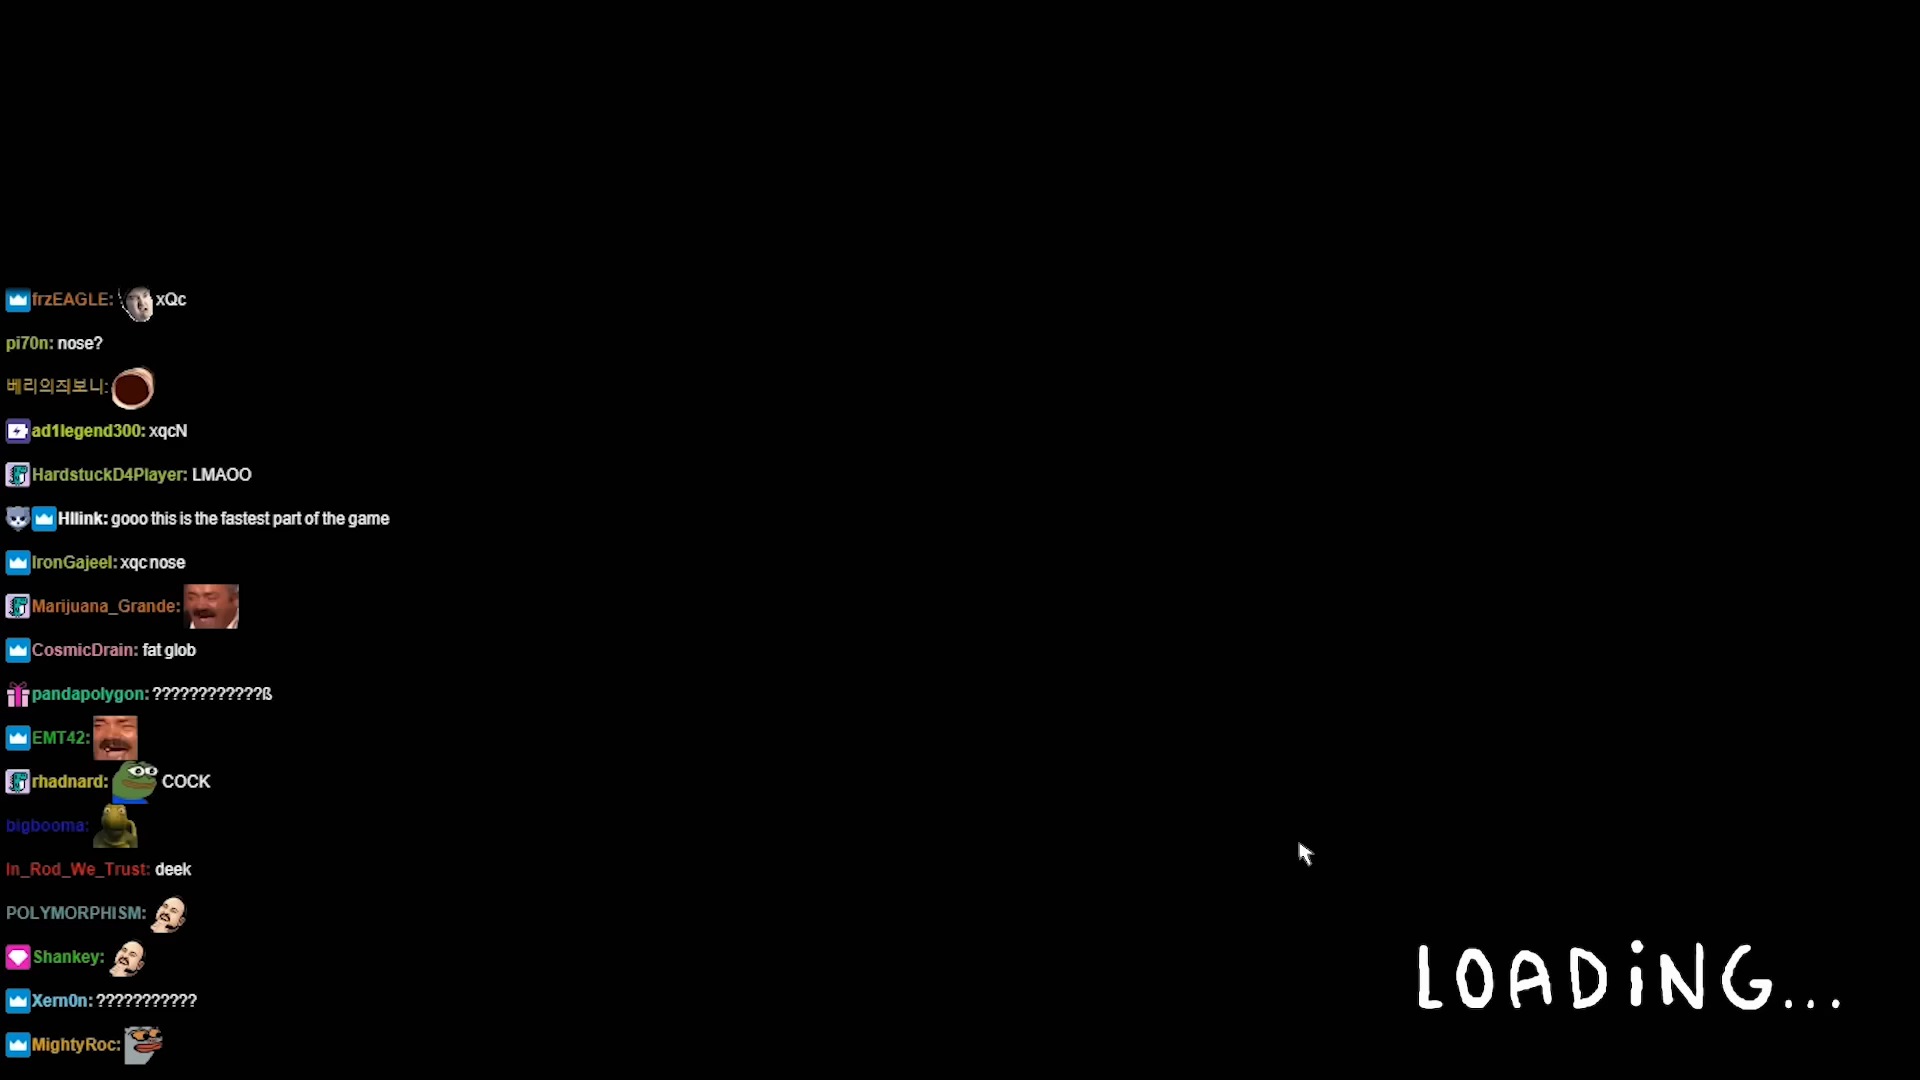 frzEAGLE: xQc
pi70n: nose?
베리의죄보니:
ad1legend300: xqcN
HardstuckD4Player: LMAOO
Hllink: gooo this is the fastest part of the game
IronGajeel: xqc nose
Marijuana_Grande:
CosmicDrain: fat glob
pandapolygon: ????????????ß
EMT42:
rhadnard: COCK
bigbooma:
In_Rod_We_Trust: deek
POLYMORPHISM:
Shankey:
Xern0n: ???????????
MightyRoc:
LOADiNG...